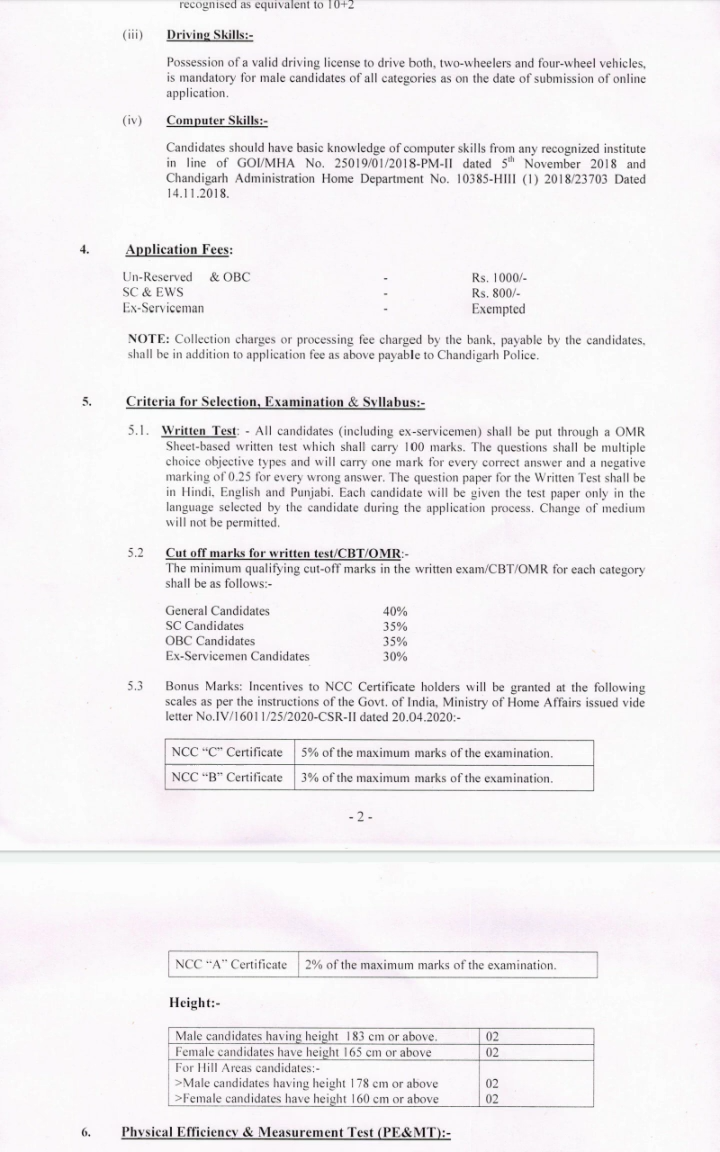 recognised as equivalent to 10+2
(iii) Driving Skills:-
Possession of a valid driving license to drive both, two-wheelers and four-wheel vehicles,
is mandatory for male candidates of all categories as on the date of submission of online
application.
(iv) Computer Skills:-
Candidates should have basic knowledge of computer skills from any recognized institute
in line of GOI/MHA No. 25019/01/2018-PM-II dated 5th November 2018 and
Chandigarh Administration Home Department No. 10385-HIII (1) 2018/23703 Dated
14.11.2018.
4. Application Fees:
Un-Reserved & OBC - Rs. 1000/-
SC & EWS - Rs. 800/-
Ex-Serviceman - Exempted
NOTE: Collection charges or processing fee charged by the bank, payable by the candidates,
shall be in addition to application fee as above payable to Chandigarh Police.
5. Criteria for Selection, Examination & Syllabus:-
5.1. Written Test: - All candidates (including ex-servicemen) shall be put through a OMR
Sheet-based written test which shall carry 100 marks. The questions shall be multiple
choice objective types and will carry one mark for every correct answer and a negative
marking of 0.25 for every wrong answer. The question paper for the Written Test shall be
in Hindi, English and Punjabi. Each candidate will be given the test paper only in the
language selected by the candidate during the application process. Change of medium
will not be permitted.
5.2 Cut off marks for written test/CBT/OMR:-
The minimum qualifying cut-off marks in the written exam/CBT/OMR for each category
shall be as follows:-
General Candidates 40%
SC Candidates 35%
OBC Candidates 35%
Ex-Servicemen Candidates 30%
5.3 Bonus Marks: Incentives to NCC Certificate holders will be granted at the following
scales as per the instructions of the Govt. of India, Ministry of Home Affairs issued vide
letter No.IV/16011/25/2020-CSR-II dated 20.04.2020:-
NCC "C" Certificate 5% of the maximum marks of the examination.
NCC "B" Certificate 3% of the maximum marks of the examination.
- 2 -
NCC "A" Certificate 2% of the maximum marks of the examination.
Height:-
Male candidates having height 183 cm or above. 02
Female candidates have height 165 cm or above 02
For Hill Areas candidates:-
>Male candidates having height 178 cm or above 02
>Female candidates have height 160 cm or above 02
6. Physical Efficiency & Measurement Test (PE&MT):-